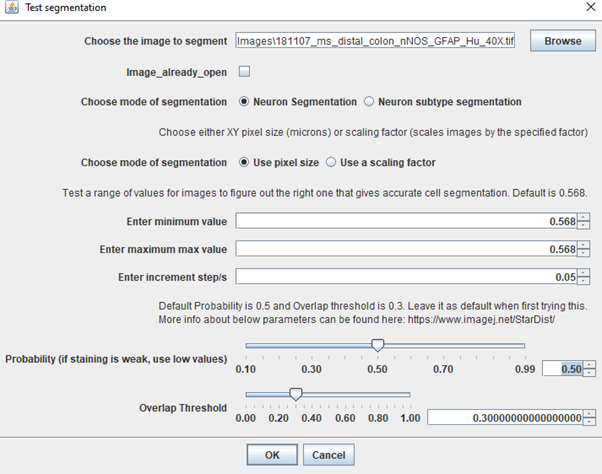 Test segmentation
Choose the image to segment Images\181107_ms_distal_colon_nNOS_GFAP_Hu_40X.tif Browse
Image_already_open
Choose mode of segmentation Neuron Segmentation Neuron subtype segmentation
Choose either XY pixel size (microns) or scaling factor (scales images by the specified factor)
Choose mode of segmentation Use pixel size Use a scaling factor
Test a range of values for images to figure out the right one that gives accurate cell segmentation. Default is 0.568.
Enter minimum value 0.568
Enter maximum max value 0.568
Enter increment step/s 0.05
Default Probability is 0.5 and Overlap threshold is 0.3. Leave it as default when first trying this.
More info about below parameters can be found here: https://www.imagej.net/StarDist/
Probability (if staining is weak, use low values) 0.10 0.30 0.50 0.70 0.99 0.50
Overlap Threshold 0.00 0.20 0.35 0.60 0.80 1.00 0.30000000000000000
OK Cancel